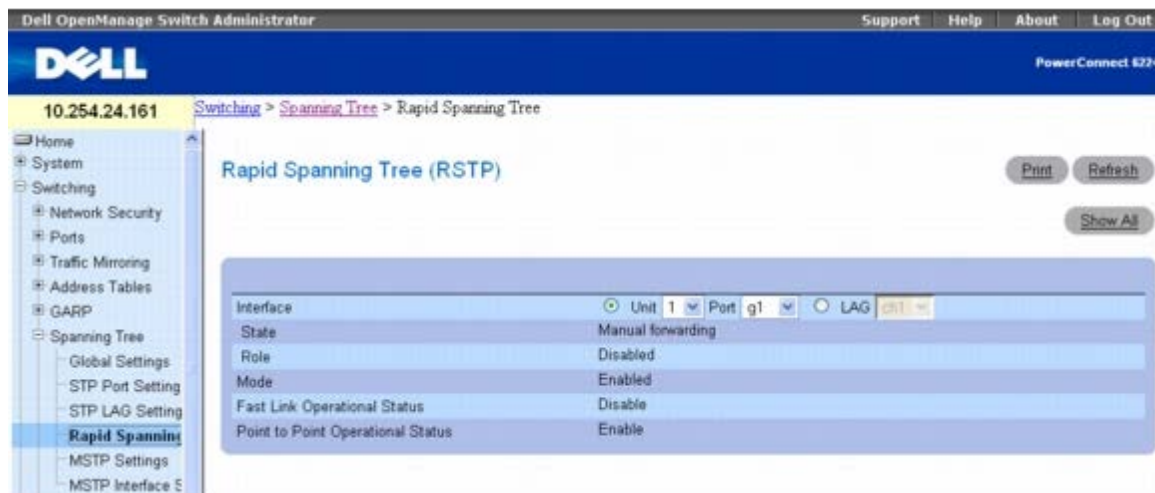 Dell OpenManage Switch Administrator
Support Help About Log Out
DELL
PowerConnect 6224
10.254.24.161
Switching > Spanning Tree > Rapid Spanning Tree
Home
System
Switching
Network Security
Ports
Traffic Mirroring
Address Tables
GARP
Spanning Tree
Global Settings
STP Port Setting
STP LAG Setting
Rapid Spanning
MSTP Settings
MSTP Interface S
Rapid Spanning Tree (RSTP)
Print Refresh
Show All
Interface Unit 1 Port g1 LAG ch1
State Manual forwarding
Role Disabled
Mode Enabled
Fast Link Operational Status Disable
Point to Point Operational Status Enable